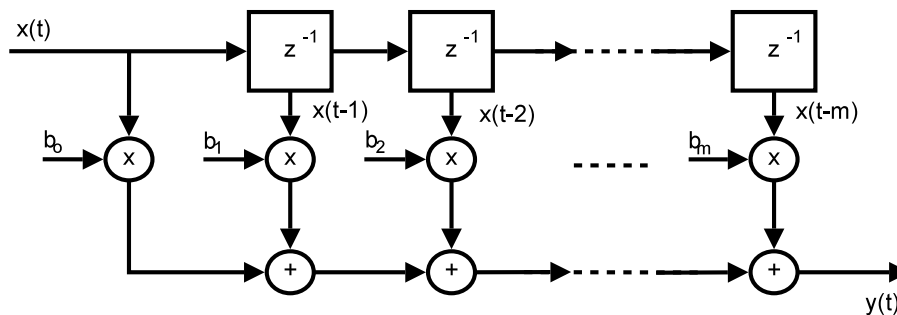 x(t)
z⁻¹ z⁻¹ z⁻¹
x(t-1) x(t-2) x(t-m)
b₀ b₁ b₂ bₘ
x x x x
+ + +
y(t)